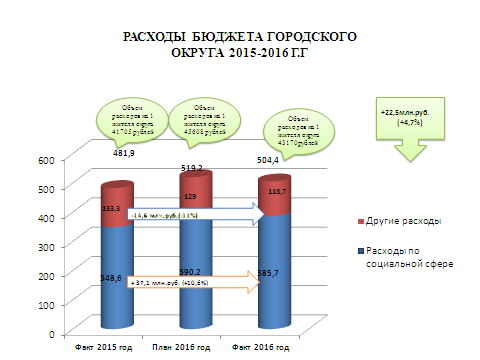 РАСХОДЫ БЮДЖЕТА ГОРОДСКОГО
ОКРУГА 2015-2016 Г.Г
Объем
расходов на 1
жителя округа
41705 рублей
Объем
расходов на 1
жителя округа
45608 рублей
Объем
расходов на 1
жителя округа
43170 рублей
+22,5млн.руб.
(+4,7%)
481,9
519,2
504,4
600
500
400
300
200
100
0
133,3
129
118,7
-14,6 млн.руб.(-11%)
348,6
390,2
385,7
+ 37,1 млн.руб. (+10,6%)
Другие расходы
Расходы по
социальной сфере
Факт 2015 год
План 2016 год
Факт 2016 год